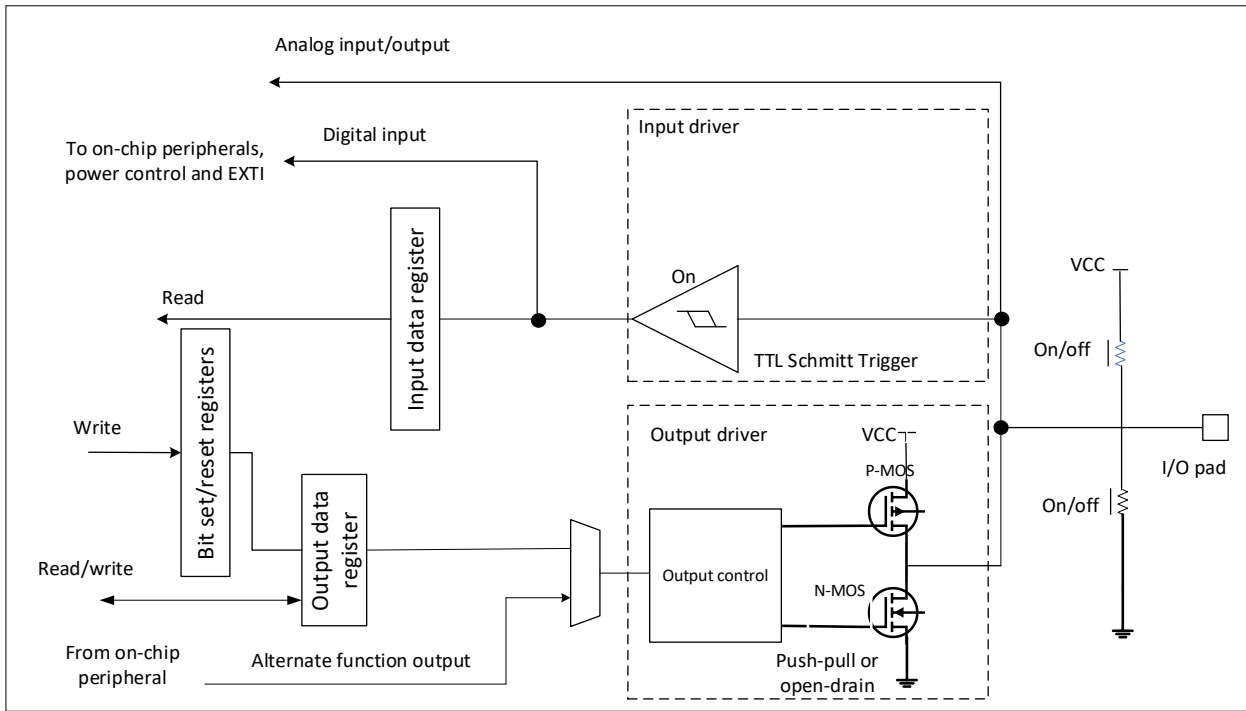 Analog input/output
Digital input
To on-chip peripherals,
power control and EXTI
Input driver
On
TTL Schmitt Trigger
Input data register
Read
Bit set/reset registers
Write
VCC
On/off
I/O pad
On/off
Output driver
VCC
P-MOS
Output control
N-MOS
Push-pull or
open-drain
Output data
register
Read/write
From on-chip
peripheral
Alternate function output